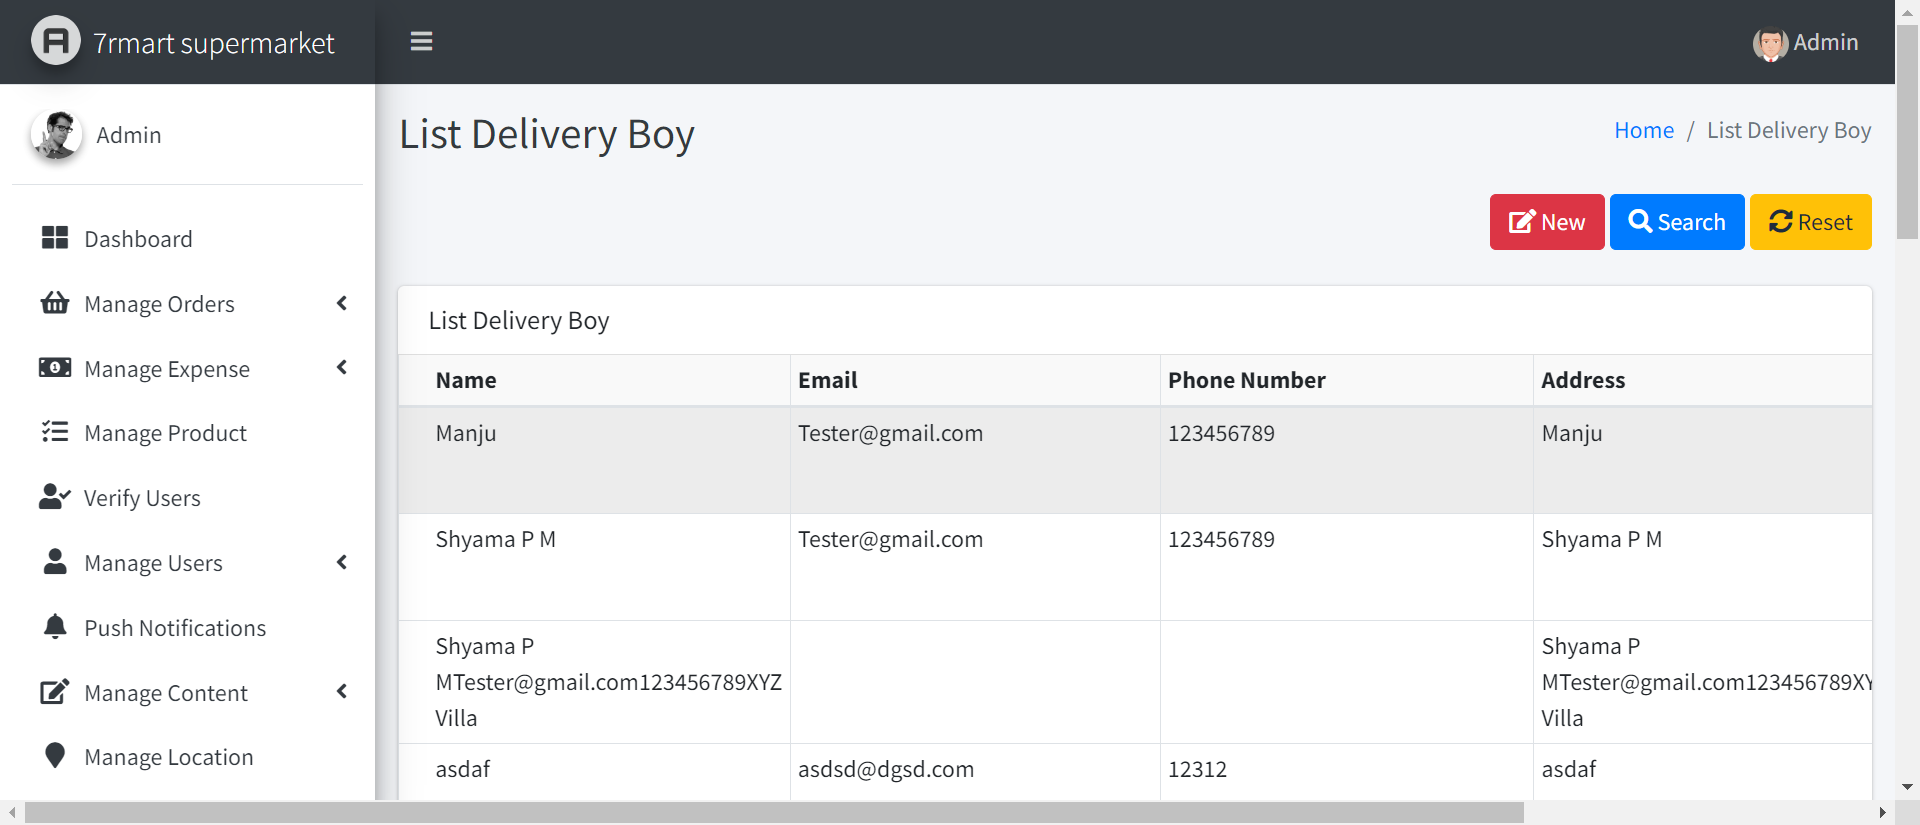 7rmart supermarket
Admin
Admin
List Delivery Boy
Home / List Delivery Boy
New Search Reset
Dashboard
Manage Orders
Manage Expense
Manage Product
Verify Users
Manage Users
Push Notifications
Manage Content
Manage Location
List Delivery Boy
Name Email Phone Number Address
Manju Tester@gmail.com 123456789 Manju
Shyama P M Tester@gmail.com 123456789 Shyama P M
Shyama P Shyama P
MTester@gmail.com123456789XYZ MTester@gmail.com123456789XY
Villa Villa
asdaf asdsd@dgsd.com 12312 asdaf